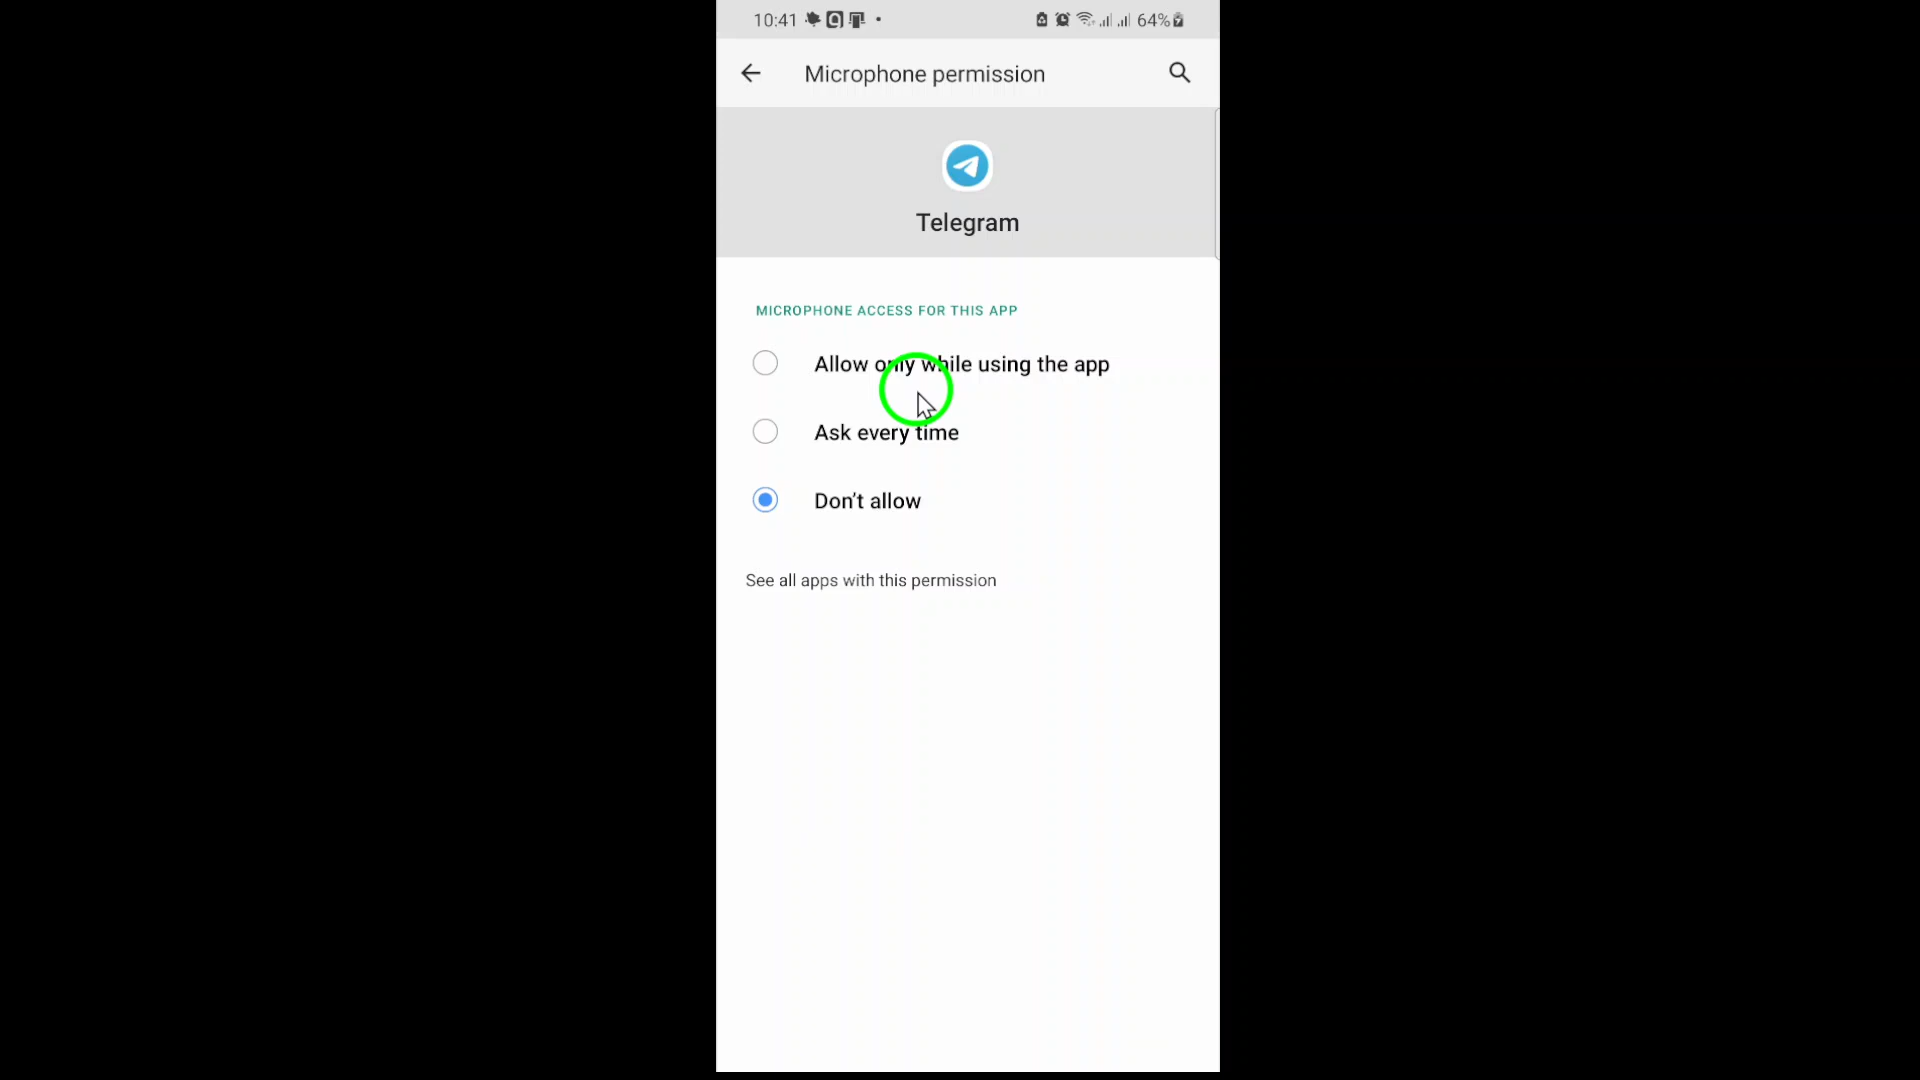 10:41 64%
Microphone permission
Telegram
MICROPHONE ACCESS FOR THIS APP
Allow only while using the app
Ask every time
Don't allow
See all apps with this permission